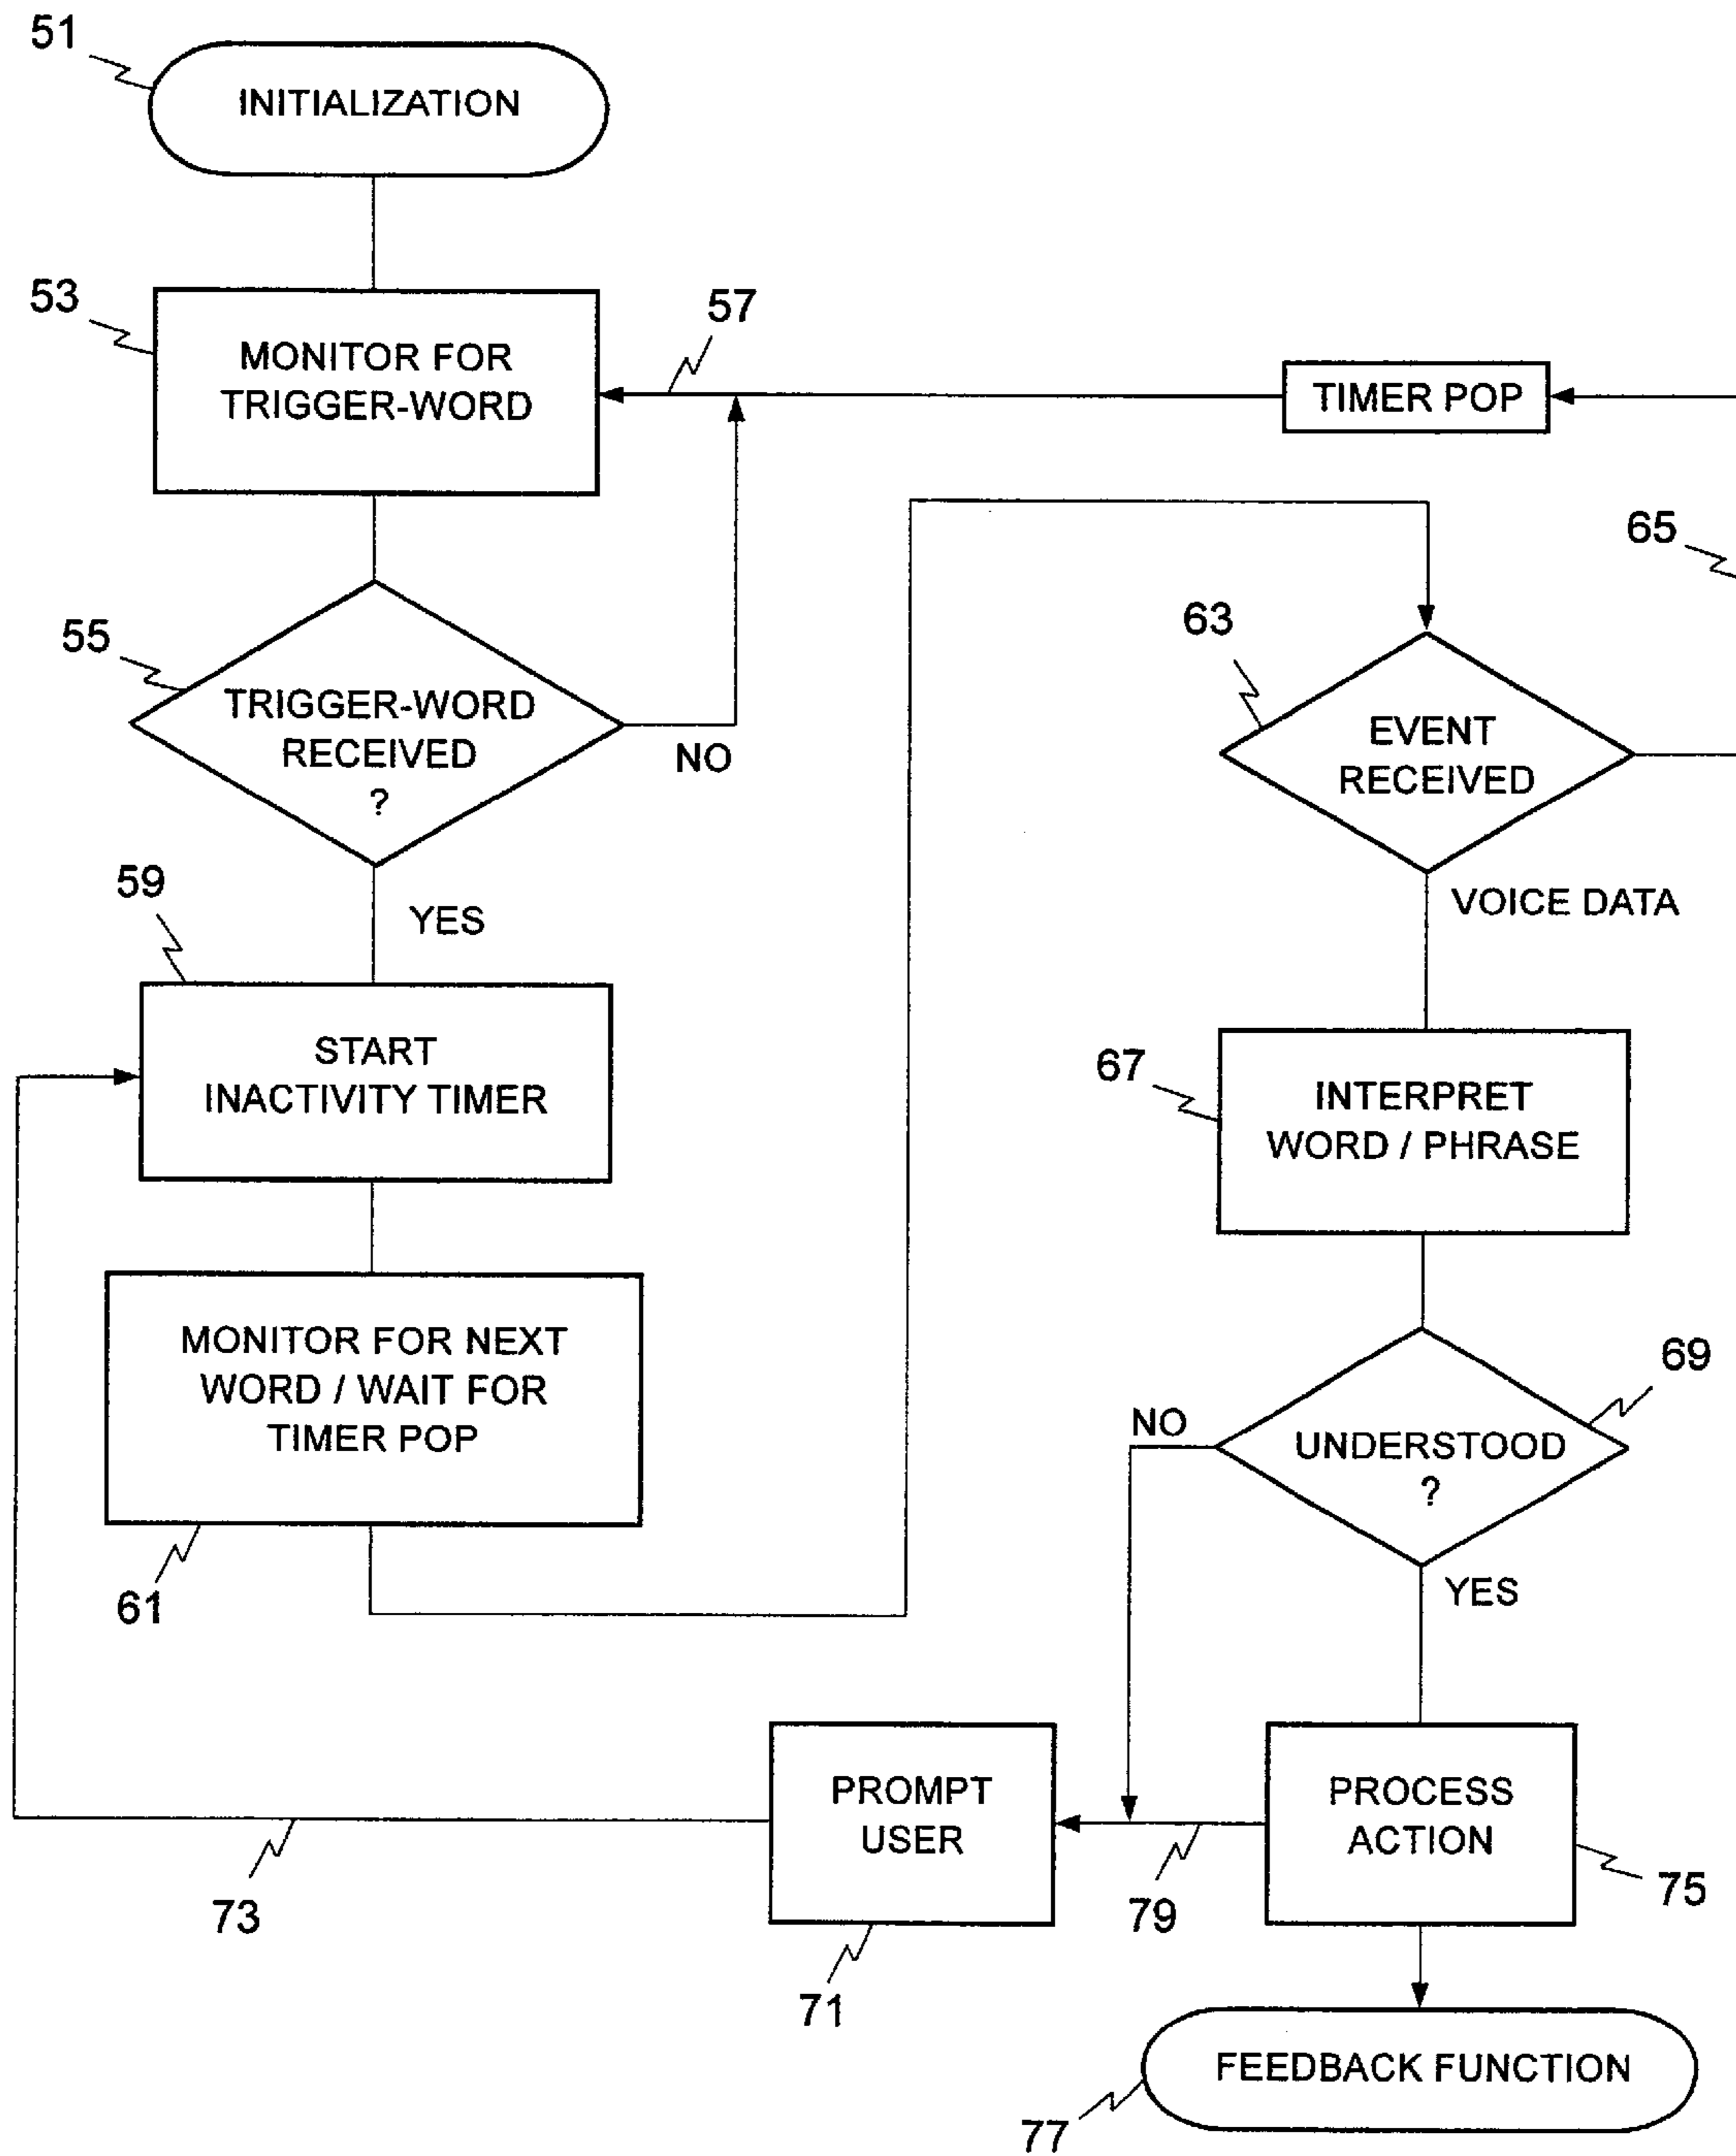 51
INITIALIZATION
53
MONITOR FOR
TRIGGER-WORD
57
TIMER POP
65
55
TRIGGER-WORD
RECEIVED
?
NO
63
EVENT
RECEIVED
59
YES
VOICE DATA
START
INACTIVITY TIMER
67
INTERPRET
WORD / PHRASE
MONITOR FOR NEXT
WORD / WAIT FOR
TIMER POP
61
69
NO
UNDERSTOOD
?
YES
PROMPT
USER
PROCESS
ACTION
73
71
79
75
FEEDBACK FUNCTION
77